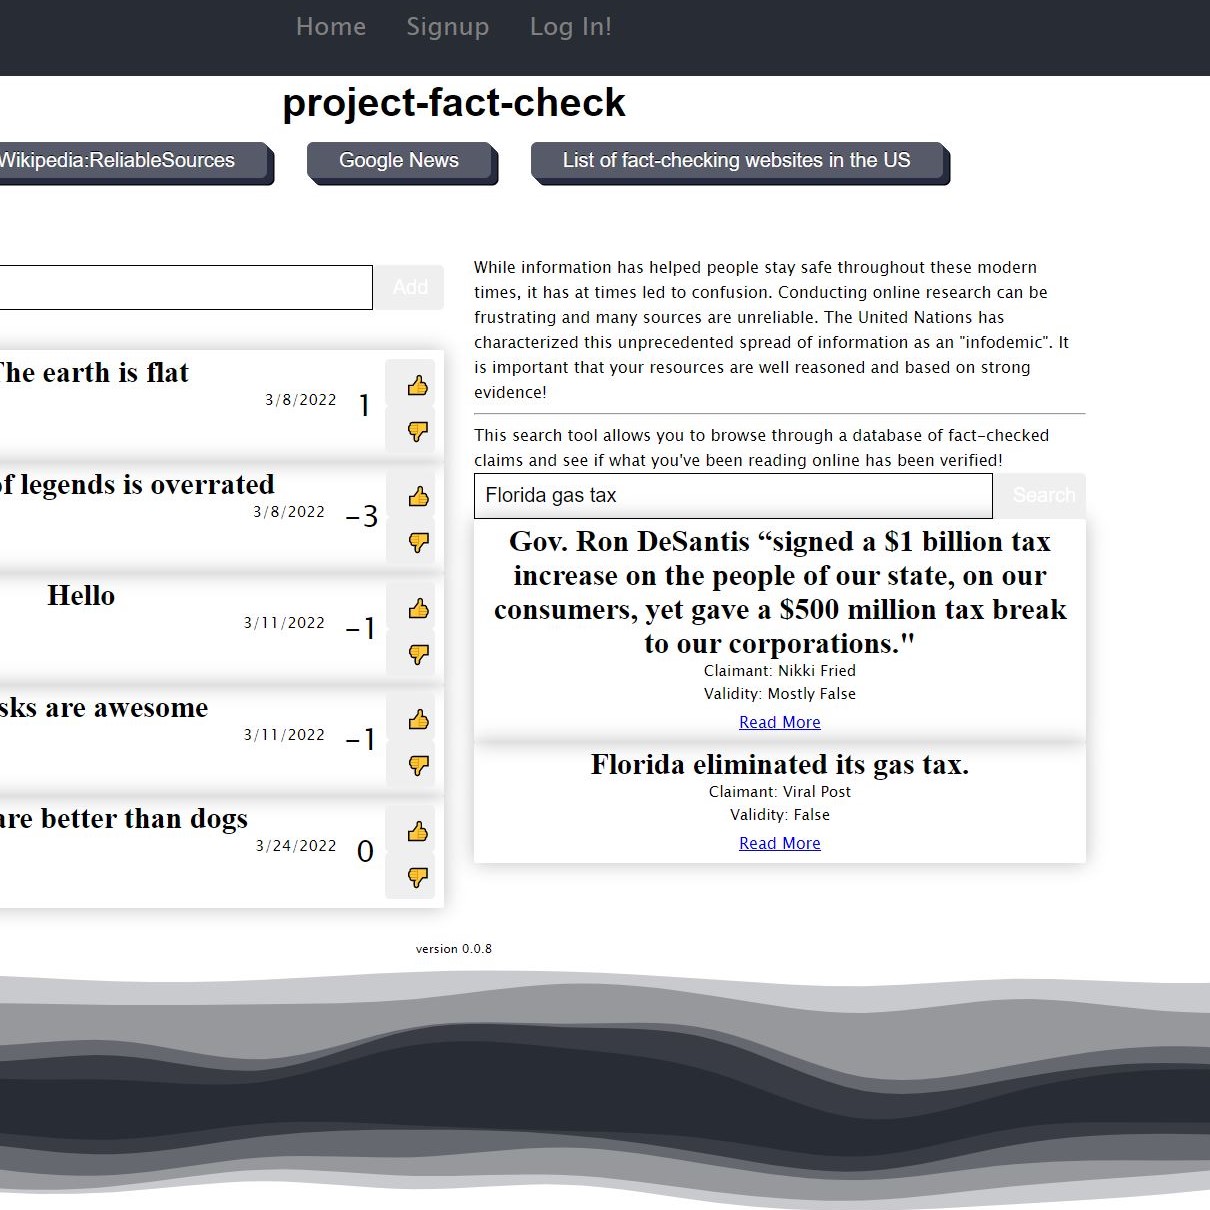 Home Signup Log In!
project-fact-check
Wikipedia:ReliableSources Google News List of fact-checking websites in the US
Add
The earth is flat
3/8/2022 1
of legends is overrated
3/8/2022 -3
Hello
3/11/2022 -1
sks are awesome
3/11/2022 -1
are better than dogs
3/24/2022 0
While information has helped people stay safe throughout these modern
times, it has at times led to confusion. Conducting online research can be
frustrating and many sources are unreliable. The United Nations has
characterized this unprecedented spread of information as an "infodemic". It
is important that your resources are well reasoned and based on strong
evidence!
This search tool allows you to browse through a database of fact-checked
claims and see if what you've been reading online has been verified!
Florida gas tax Search
Gov. Ron DeSantis “signed a $1 billion tax
increase on the people of our state, on our
consumers, yet gave a $500 million tax break
to our corporations."
Claimant: Nikki Fried
Validity: Mostly False
Read More
Florida eliminated its gas tax.
Claimant: Viral Post
Validity: False
Read More
version 0.0.8